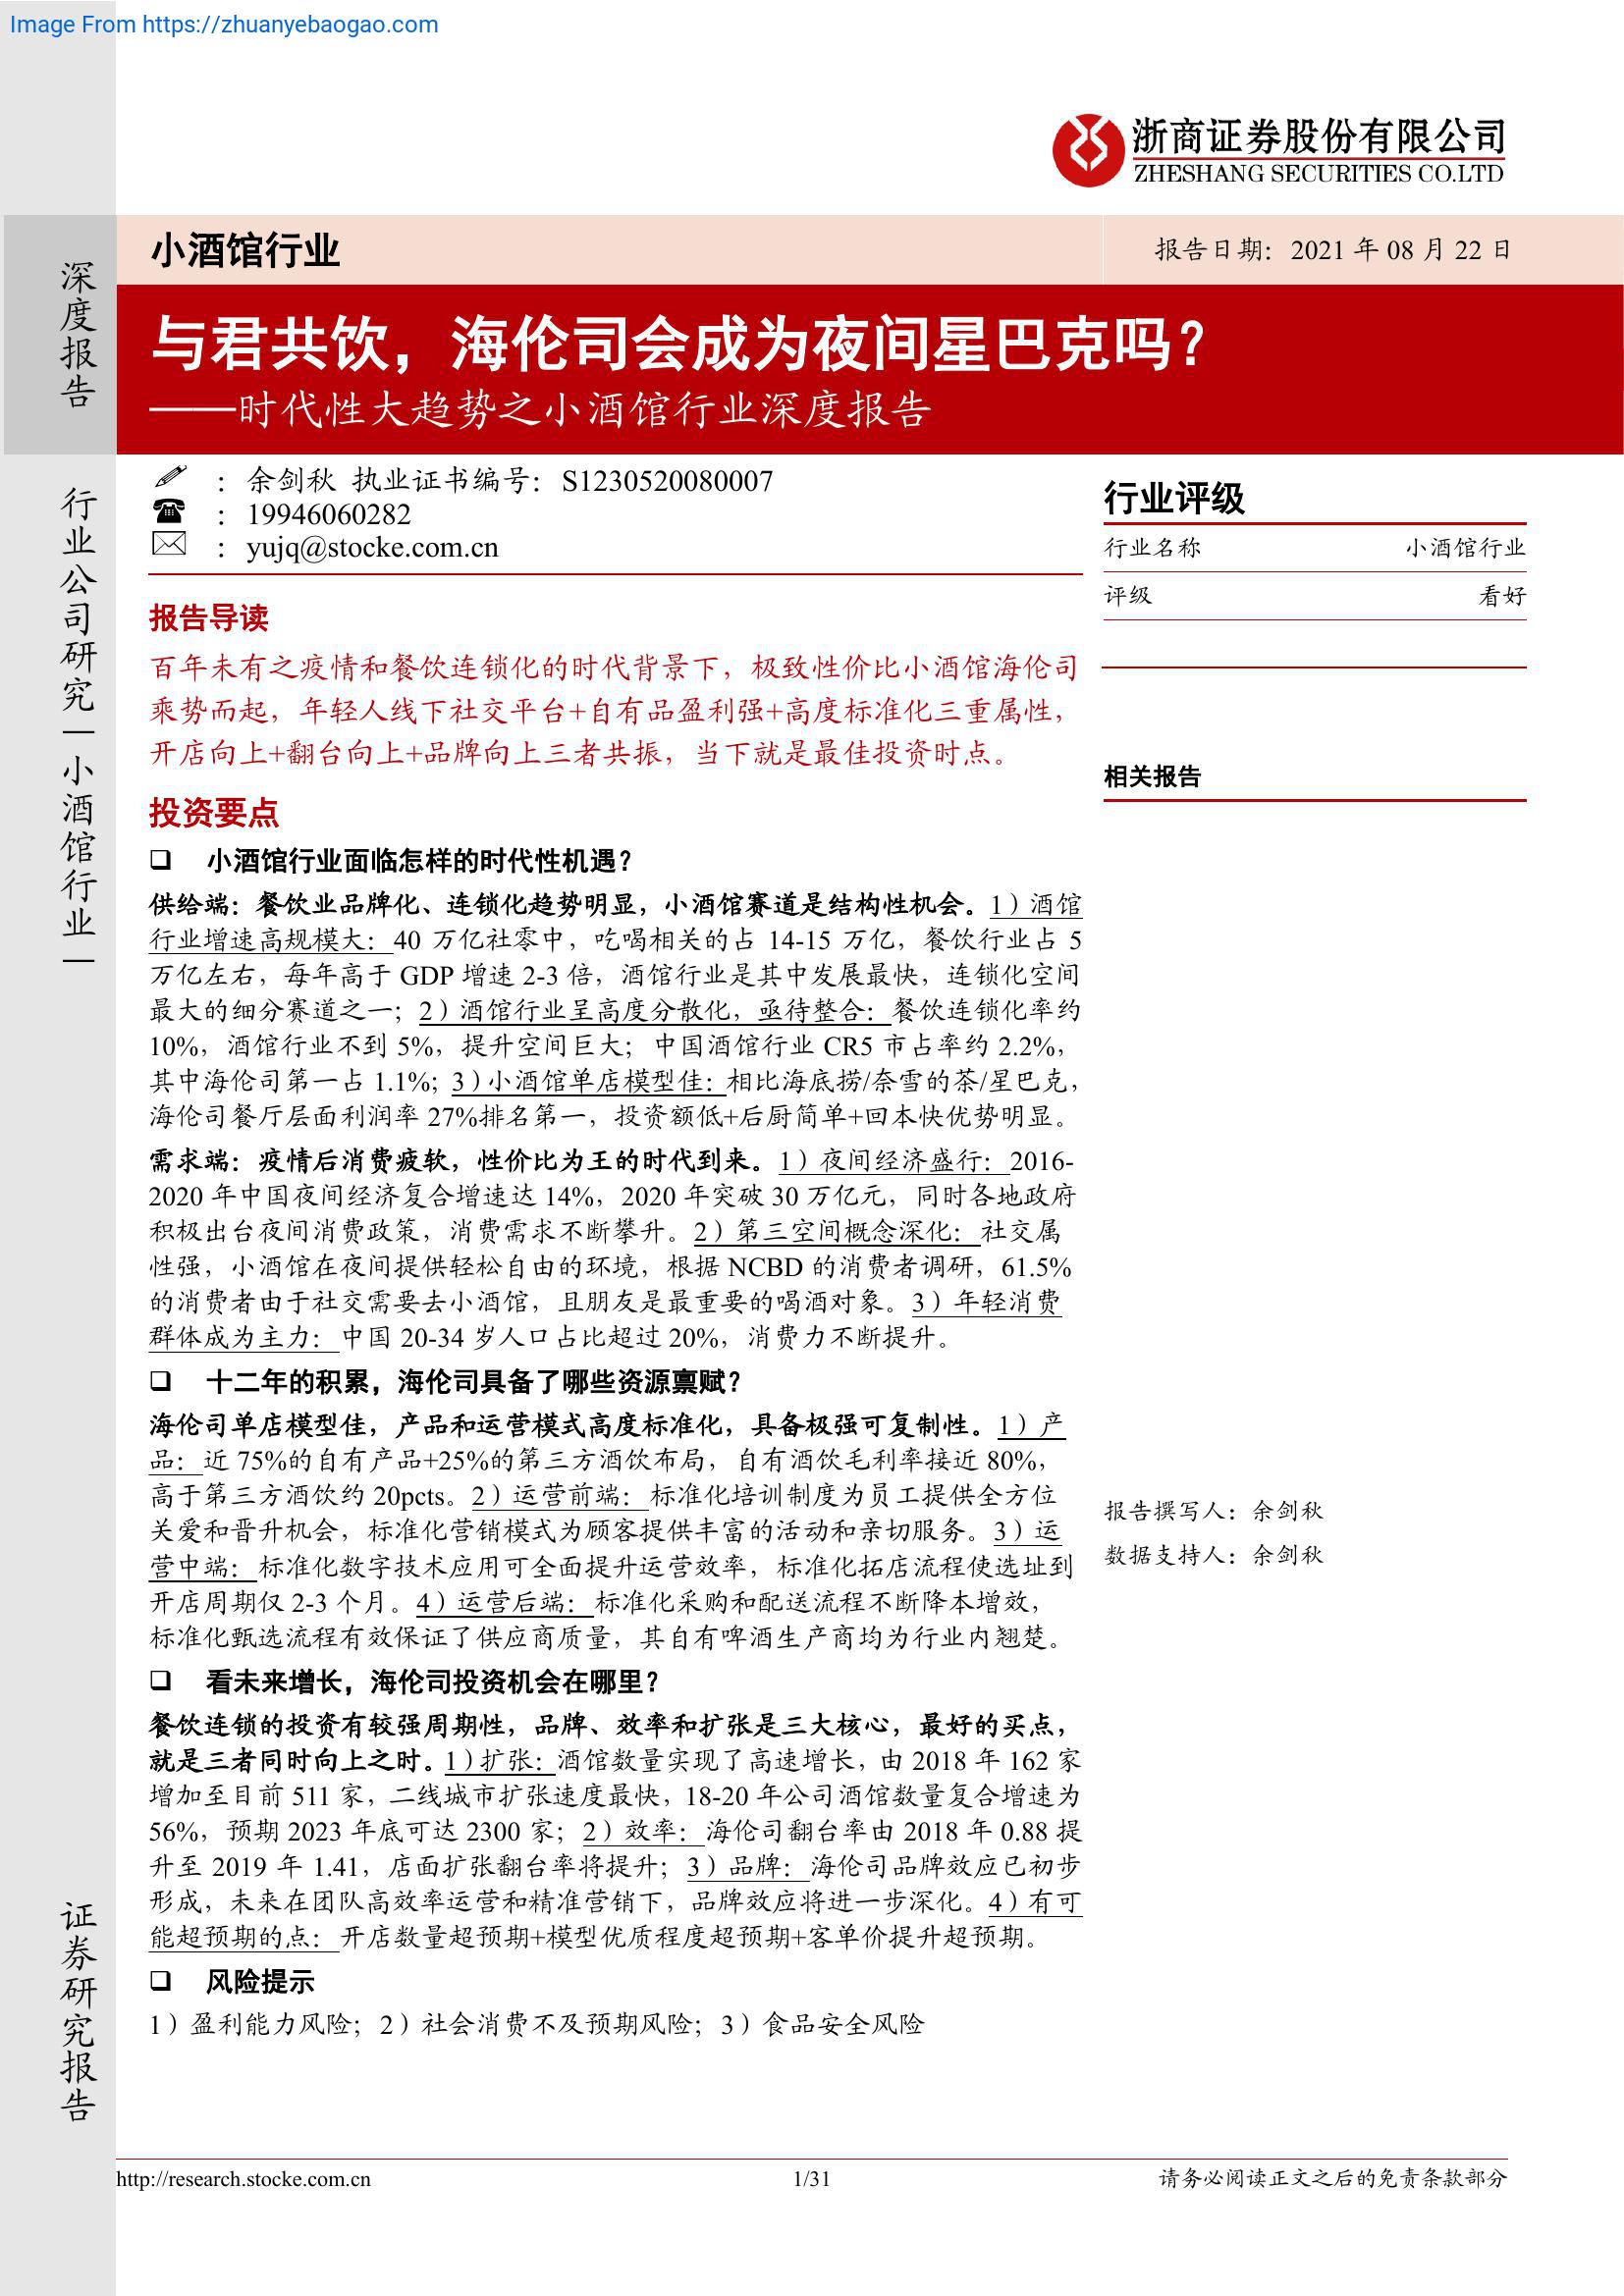 Image From https://zhuanyebaogao.com
浙商证券股份有限公司
ZHESHANG SECURITIES CO.LTD
深度报告
小酒馆行业
报告日期：2021 年 08 月 22 日
与君共饮，海伦司会成为夜间星巴克吗？
——时代性大趋势之小酒馆行业深度报告
行业公司研究｜小酒馆行业｜
：余剑秋 执业证书编号：S1230520080007
：19946060282
：yujq@stocke.com.cn
行业评级
行业名称 小酒馆行业
评级 看好
报告导读
百年未有之疫情和餐饮连锁化的时代背景下，极致性价比小酒馆海伦司
乘势而起，年轻人线下社交平台+自有品盈利强+高度标准化三重属性，
开店向上+翻台向上+品牌向上三者共振，当下就是最佳投资时点。
相关报告
投资要点
❑ 小酒馆行业面临怎样的时代性机遇？
供给端：餐饮业品牌化、连锁化趋势明显，小酒馆赛道是结构性机会。1）酒馆
行业增速高规模大：40 万亿社零中，吃喝相关的占 14-15 万亿，餐饮行业占 5
万亿左右，每年高于 GDP 增速 2-3 倍，酒馆行业是其中发展最快，连锁化空间
最大的细分赛道之一；2）酒馆行业呈高度分散化，亟待整合：餐饮连锁化率约
10%，酒馆行业不到 5%，提升空间巨大；中国酒馆行业 CR5 市占率约 2.2%，
其中海伦司第一占 1.1%；3）小酒馆单店模型佳：相比海底捞/奈雪的茶/星巴克，
海伦司餐厅层面利润率 27%排名第一，投资额低+后厨简单+回本快优势明显。
需求端：疫情后消费疲软，性价比为王的时代到来。1）夜间经济盛行：2016-
2020 年中国夜间经济复合增速达 14%，2020 年突破 30 万亿元，同时各地政府
积极出台夜间消费政策，消费需求不断攀升。2）第三空间概念深化：社交属
性强，小酒馆在夜间提供轻松自由的环境，根据 NCBD 的消费者调研，61.5%
的消费者由于社交需要去小酒馆，且朋友是最重要的喝酒对象。3）年轻消费
群体成为主力：中国 20-34 岁人口占比超过 20%，消费力不断提升。
❑ 十二年的积累，海伦司具备了哪些资源禀赋？
海伦司单店模型佳，产品和运营模式高度标准化，具备极强可复制性。1）产
品：近 75%的自有产品+25%的第三方酒饮布局，自有酒饮毛利率接近 80%，
高于第三方酒饮约 20pcts。2）运营前端：标准化培训制度为员工提供全方位
关爱和晋升机会，标准化营销模式为顾客提供丰富的活动和亲切服务。3）运
营中端：标准化数字技术应用可全面提升运营效率，标准化拓店流程使选址到
开店周期仅 2-3 个月。4）运营后端：标准化采购和配送流程不断降本增效，
标准化甄选流程有效保证了供应商质量，其自有啤酒生产商均为行业内翘楚。
报告撰写人：余剑秋
数据支持人：余剑秋
❑ 看未来增长，海伦司投资机会在哪里？
餐饮连锁的投资有较强周期性，品牌、效率和扩张是三大核心，最好的买点，
就是三者同时向上之时。1）扩张：酒馆数量实现了高速增长，由 2018 年 162 家
增加至目前 511 家，二线城市扩张速度最快，18-20 年公司酒馆数量复合增速为
56%，预期 2023 年底可达 2300 家；2）效率：海伦司翻台率由 2018 年 0.88 提
升至 2019 年 1.41，店面扩张翻台率将提升；3）品牌：海伦司品牌效应已初步
形成，未来在团队高效率运营和精准营销下，品牌效应将进一步深化。4）有可
能超预期的点：开店数量超预期+模型优质程度超预期+客单价提升超预期。
❑ 风险提示
1）盈利能力风险；2）社会消费不及预期风险；3）食品安全风险
证券研究报告
http://research.stocke.com.cn
1/31
请务必阅读正文之后的免责条款部分